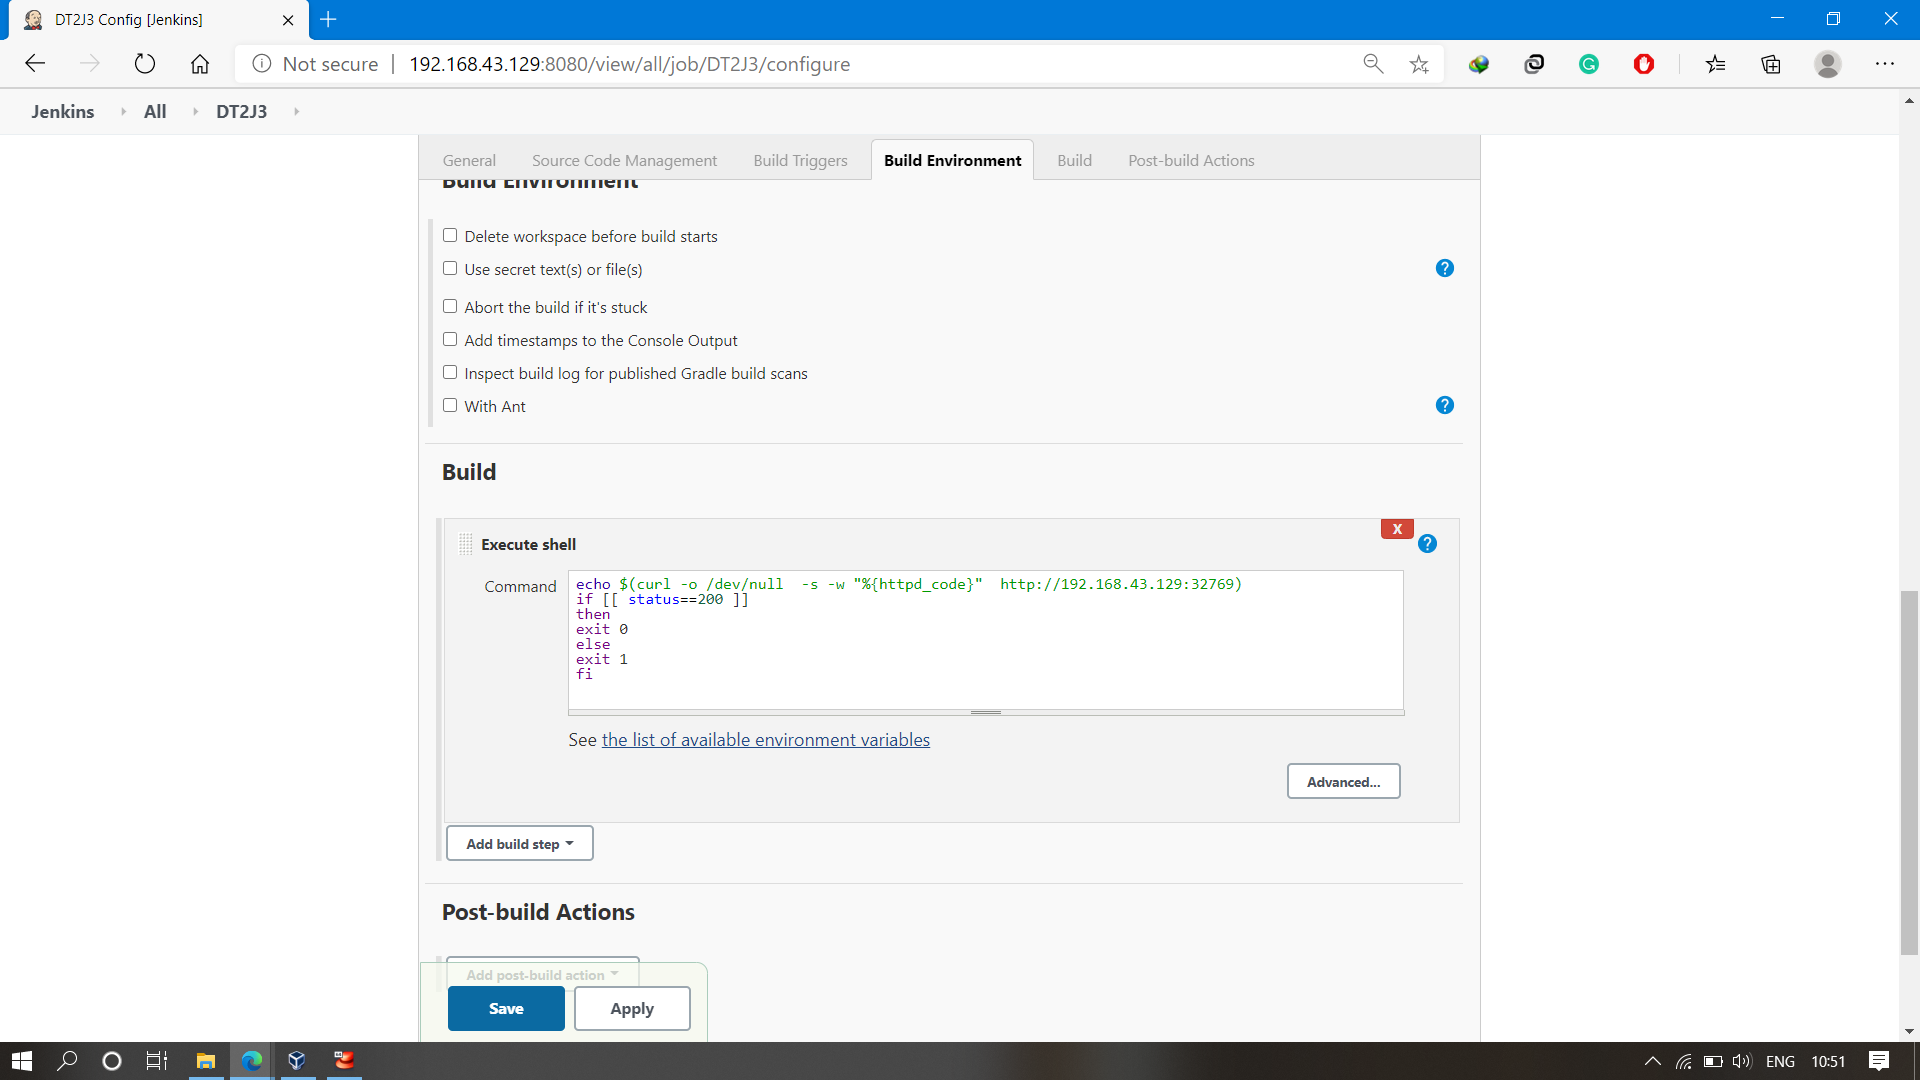 DT2J3 Config [Jenkins]
Not secure
192.168.43.129:8080/view/all/job/DT2J3/configure
Jenkins All DT2J3
General Source Code Management Build Triggers Build Environment Build Post-build Actions
Build Environment
Delete workspace before build starts
Use secret text(s) or file(s)
Abort the build if it's stuck
Add timestamps to the Console Output
Inspect build log for published Gradle build scans
With Ant
Build
X
Execute shell
Command
echo $(curl -o /dev/null  -s -w "%{httpd_code}"  http://192.168.43.129:32769)
if [[ status==200 ]]
then
exit 0
else
exit 1
fi
See the list of available environment variables
Advanced...
Add build step
Post-build Actions
Add post-build action
Save Apply
ENG 10:51